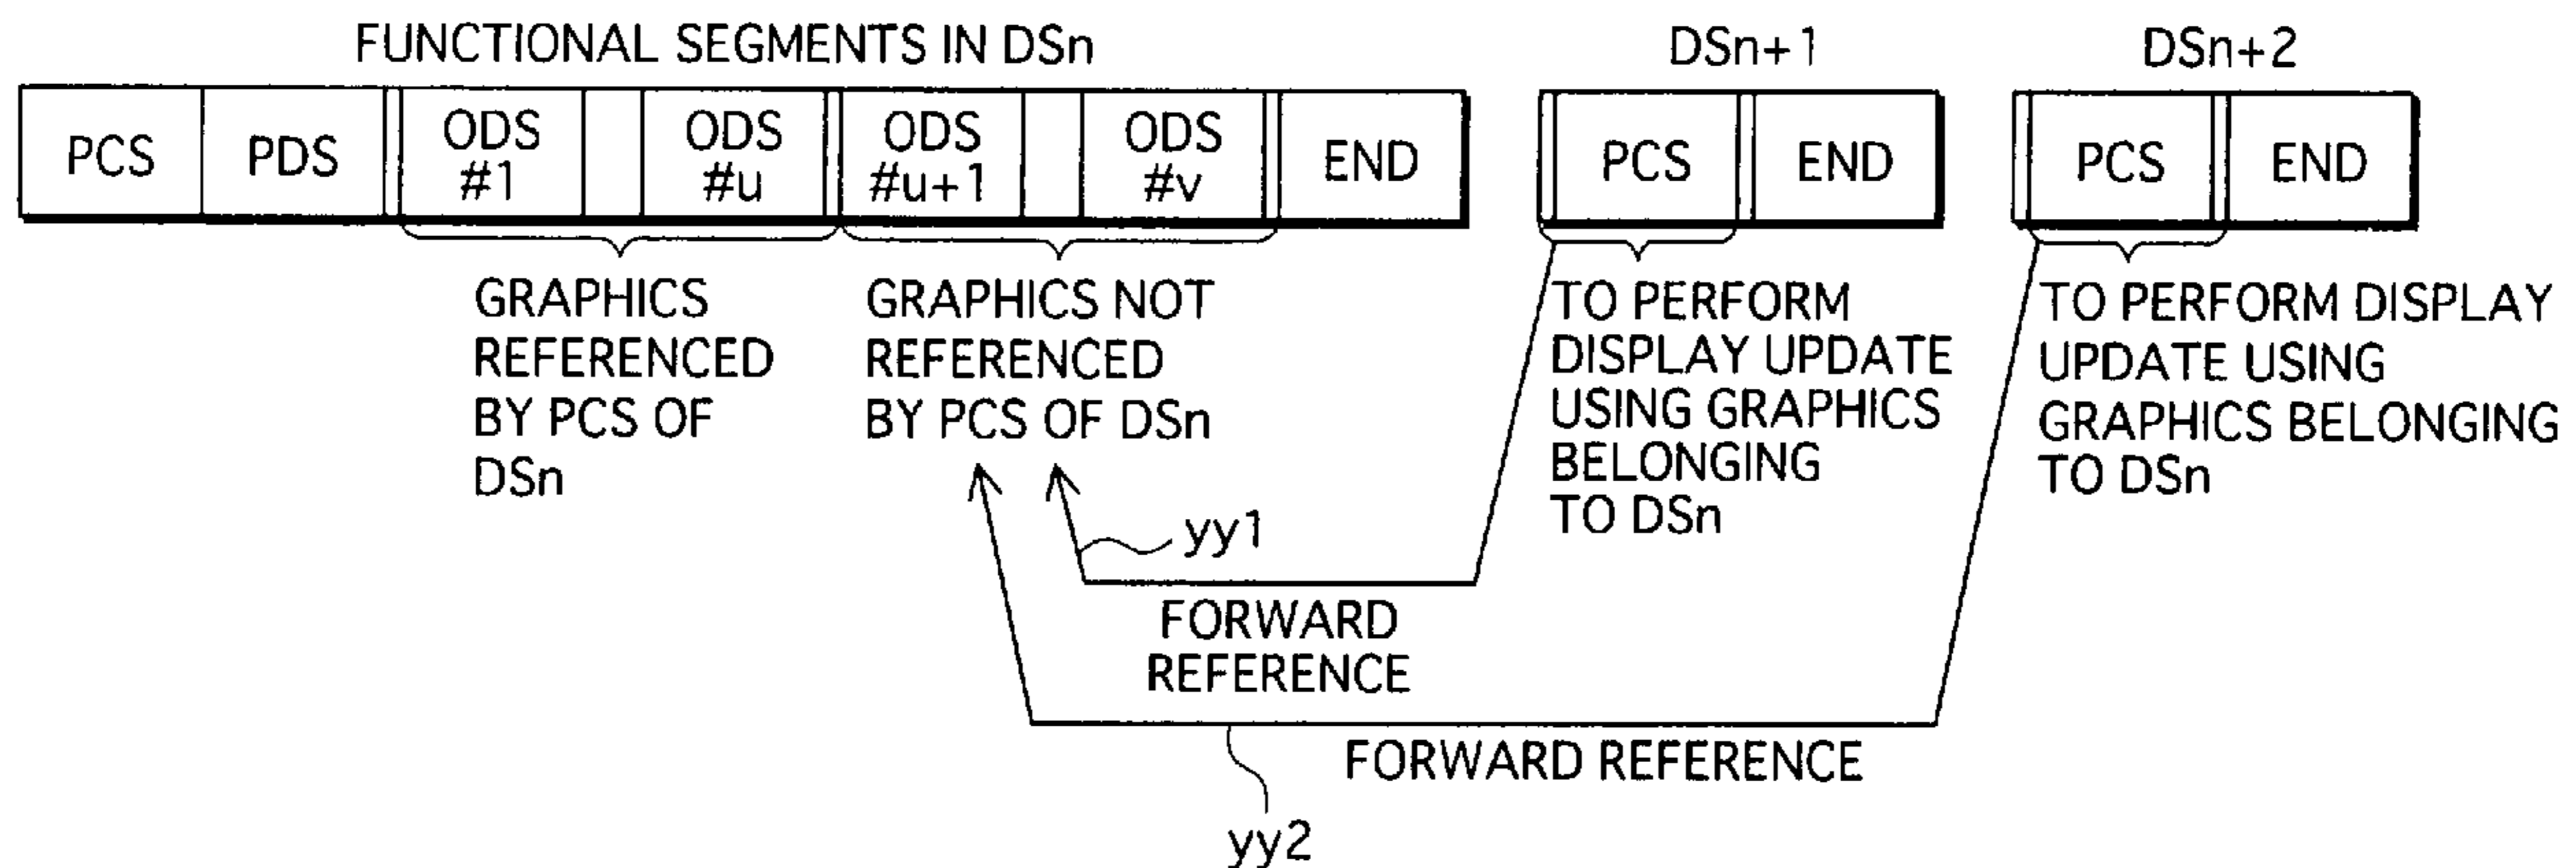 FUNCTIONAL SEGMENTS IN DSn
DSn+1
DSn+2
PCS
PDS
ODS
#1
ODS
#u
ODS
#u+1
ODS
#v
END
PCS
END
PCS
END
GRAPHICS
REFERENCED
BY PCS OF
DSn
GRAPHICS NOT
REFERENCED
BY PCS OF DSn
TO PERFORM
DISPLAY UPDATE
USING GRAPHICS
BELONGING
TO DSn
TO PERFORM DISPLAY
UPDATE USING
GRAPHICS BELONGING
TO DSn
yy1
FORWARD
REFERENCE
FORWARD REFERENCE
yy2